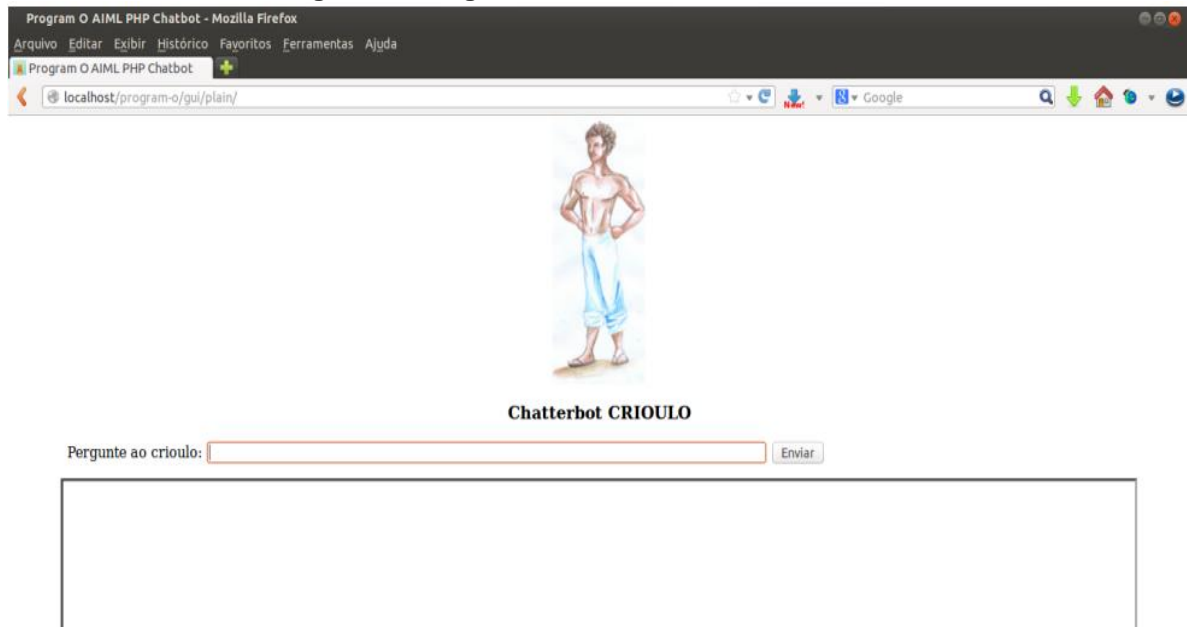 Program O AIML PHP Chatbot - Mozilla Firefox
Arquivo Editar Exibir Histórico Favoritos Ferramentas Ajuda
Program O AIML PHP Chatbot
localhost/program-o/gui/plain/ New! Google
Chatterbot CRIOULO
Pergunte ao crioulo: Enviar